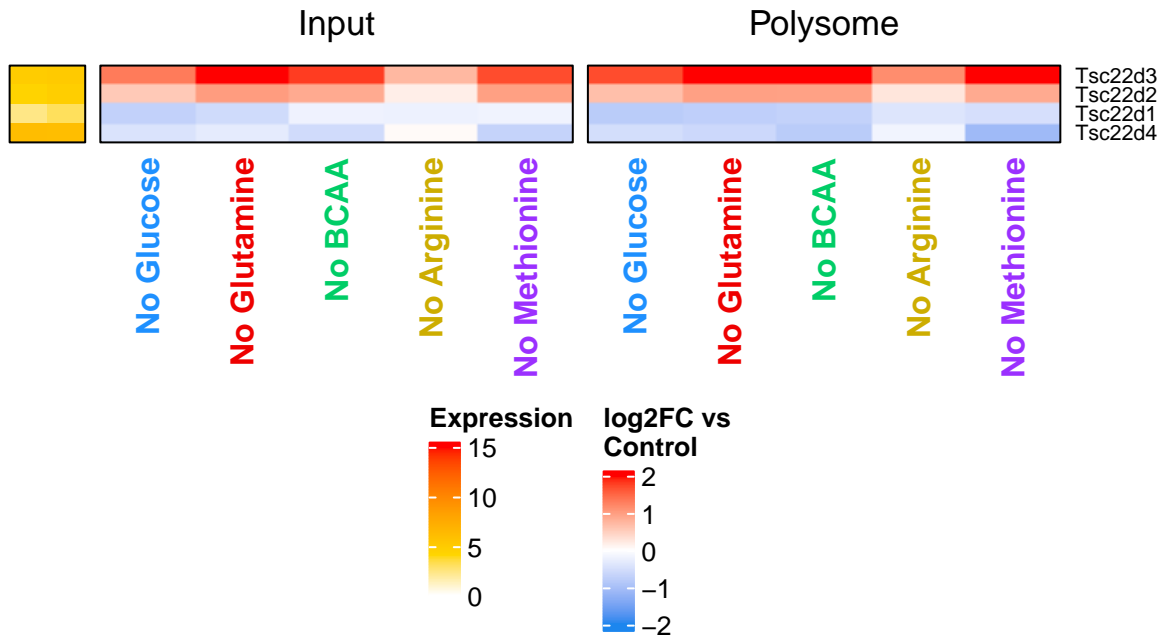 Input
Polysome
Tsc22d3
Tsc22d2
Tsc22d1
Tsc22d4
No Glucose
No Glutamine
No BCAA
No Arginine
No Methionine
No Glucose
No Glutamine
No BCAA
No Arginine
No Methionine
Expression
15
10
5
0
log2FC vs
Control
2
1
0
−1
−2